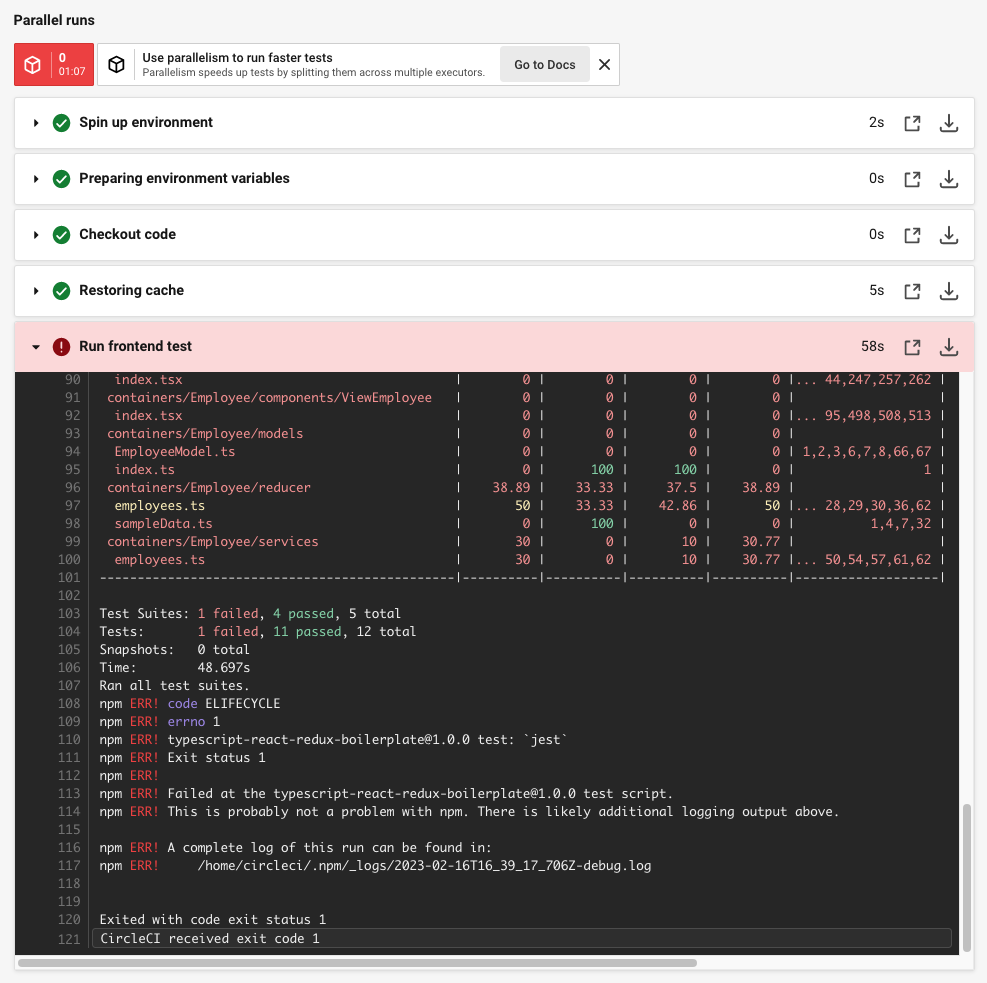 Parallel runs
0
01:07
Use parallelism to run faster tests
Parallelism speeds up tests by splitting them across multiple executors.
Go to Docs
Spin up environment 2s
Preparing environment variables 0s
Checkout code 0s
Restoring cache 5s
Run frontend test 58s
90 index.tsx | 0 | 0 | 0 | 0 |... 44,247,257,262 |
91 containers/Employee/components/ViewEmployee | 0 | 0 | 0 | 0 | |
92 index.tsx | 0 | 0 | 0 | 0 |... 95,498,508,513 |
93 containers/Employee/models | 0 | 0 | 0 | 0 | |
94 EmployeeModel.ts | 0 | 0 | 0 | 0 | 1,2,3,6,7,8,66,67 |
95 index.ts | 0 | 100 | 100 | 0 | 1 |
96 containers/Employee/reducer | 38.89 | 33.33 | 37.5 | 38.89 | |
97 employees.ts | 50 | 33.33 | 42.86 | 50 |... 28,29,30,36,62 |
98 sampleData.ts | 0 | 100 | 0 | 0 | 1,4,7,32 |
99 containers/Employee/services | 30 | 0 | 10 | 30.77 | |
100 employees.ts | 30 | 0 | 10 | 30.77 |... 50,54,57,61,62 |
101 -----------------------------------------------|----------|----------|----------|----------|-------------------|
102
103 Test Suites: 1 failed, 4 passed, 5 total
104 Tests: 1 failed, 11 passed, 12 total
105 Snapshots: 0 total
106 Time: 48.697s
107 Ran all test suites.
108 npm ERR! code ELIFECYCLE
109 npm ERR! errno 1
110 npm ERR! typescript-react-redux-boilerplate@1.0.0 test: `jest`
111 npm ERR! Exit status 1
112 npm ERR!
113 npm ERR! Failed at the typescript-react-redux-boilerplate@1.0.0 test script.
114 npm ERR! This is probably not a problem with npm. There is likely additional logging output above.
115
116 npm ERR! A complete log of this run can be found in:
117 npm ERR! /home/circleci/.npm/_logs/2023-02-16T16_39_17_706Z-debug.log
118
119
120 Exited with code exit status 1
121 CircleCI received exit code 1